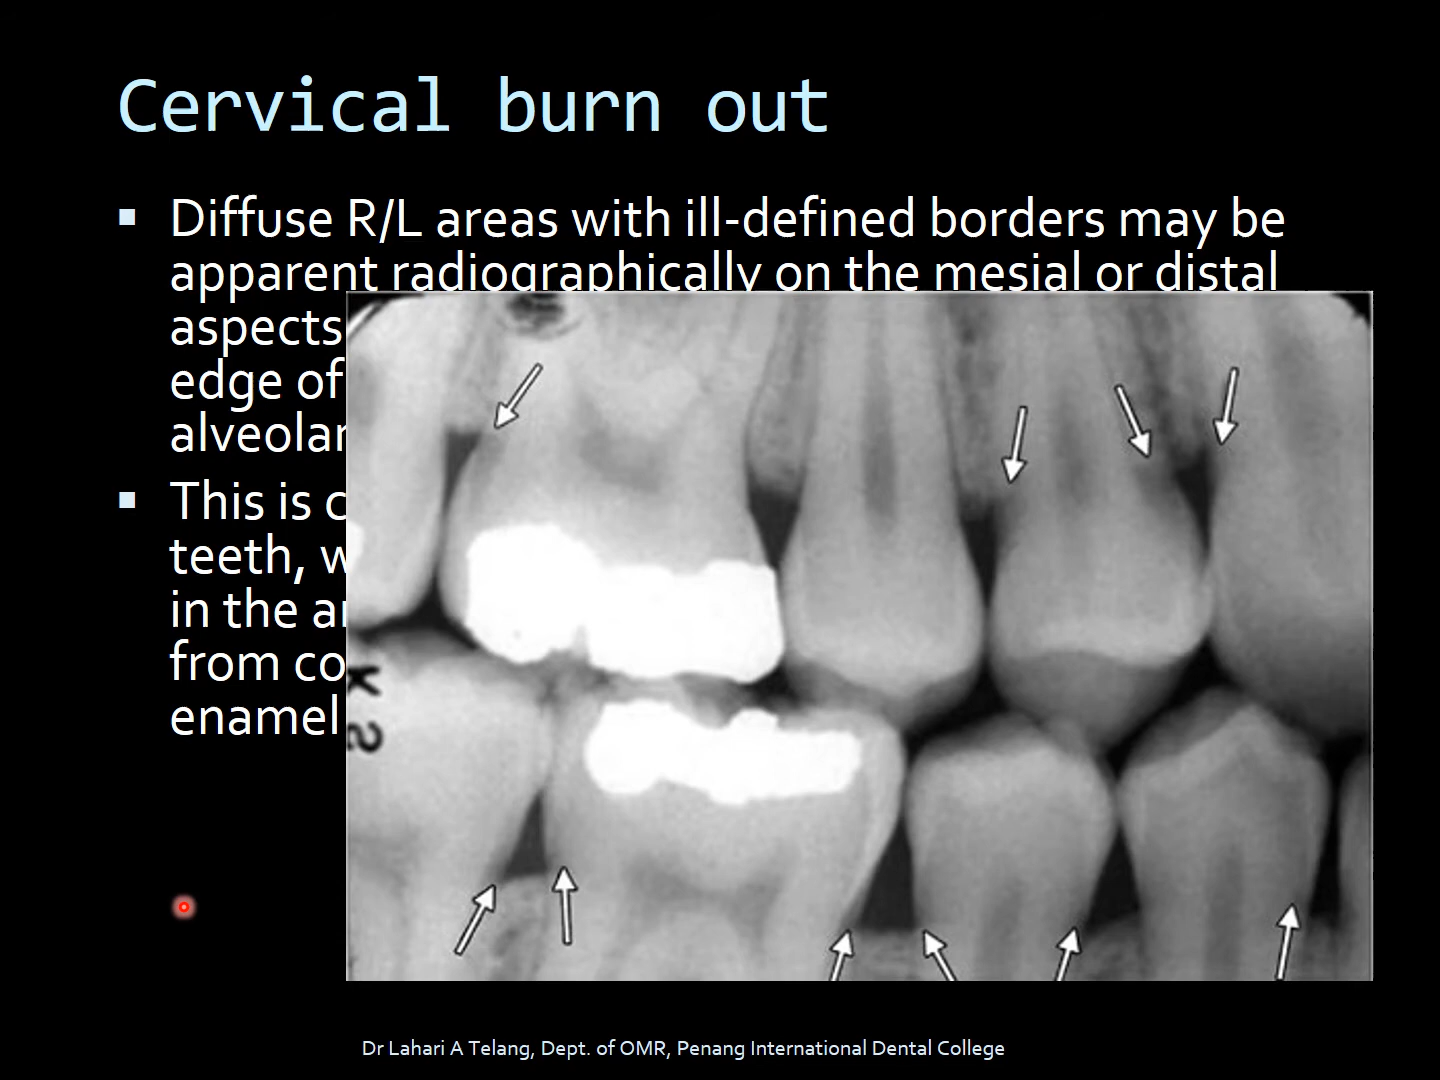 Cervical burn out
Diffuse R/L areas with ill-defined borders may be
apparent radiographically on the mesial or distal
aspects
edge of
alveolar
This is
teeth,
in the
from
enamel
K S
Dr Lahari A Telang, Dept. of OMR, Penang International Dental College